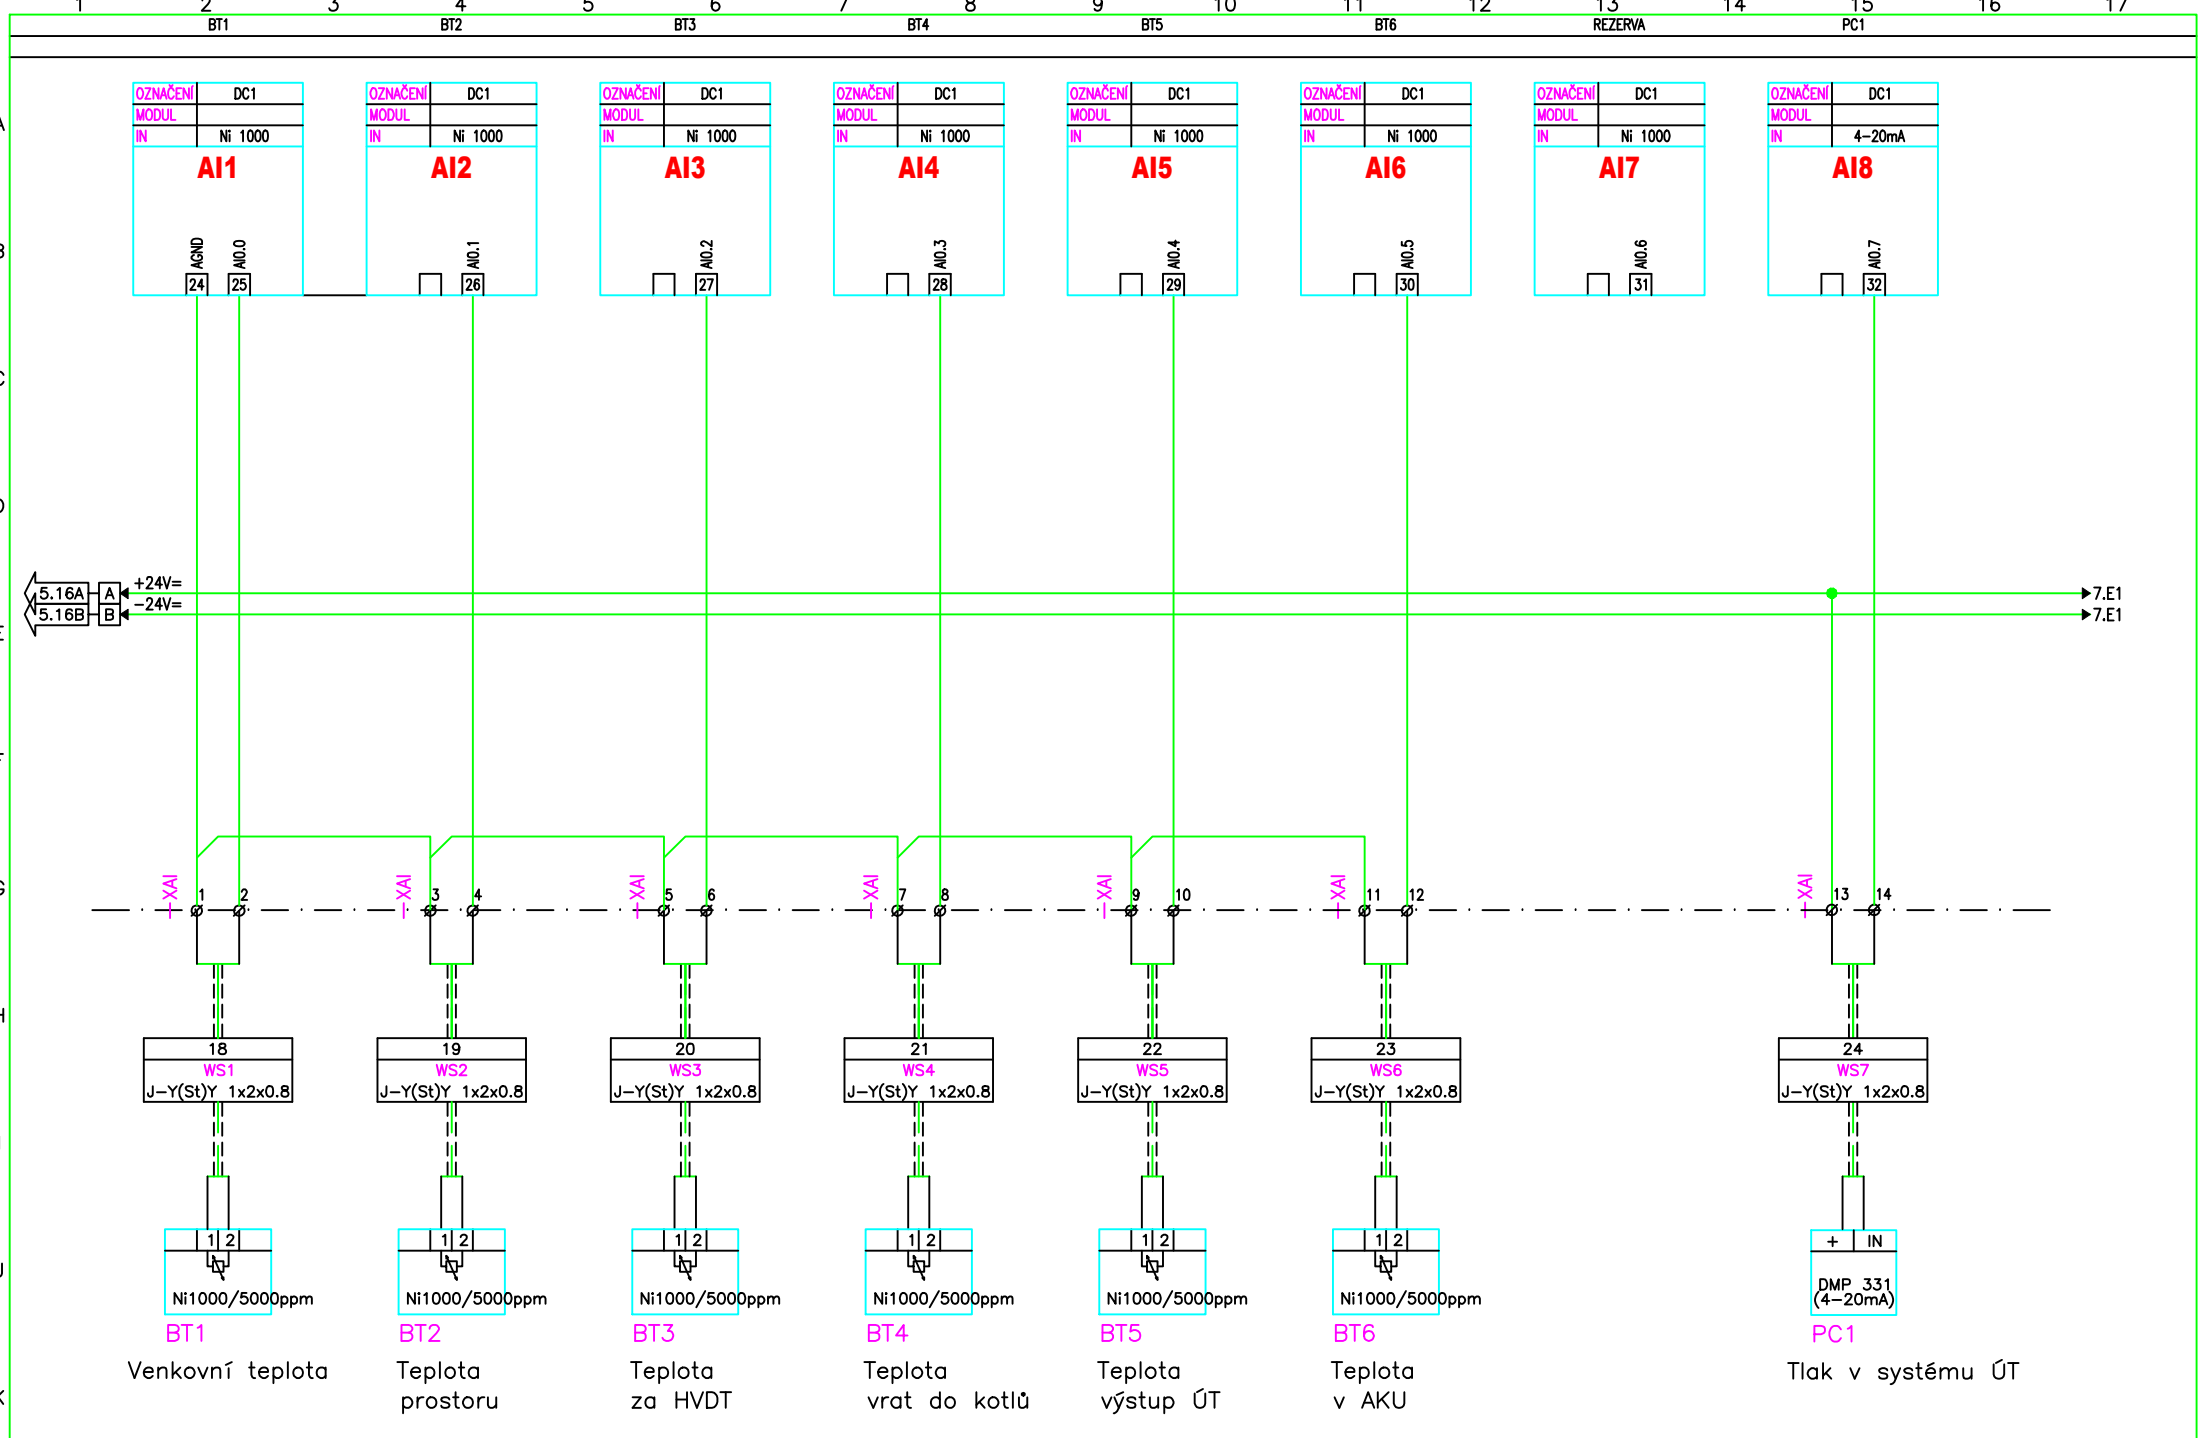 1 2 3 4 5 6 7 8 9 10 11 12 13 14 15 16 17
BT1 BT2 BT3 BT4 BT5 BT6 REZERVA PC1
OZNAČENÍ DC1 OZNAČENÍ DC1 OZNAČENÍ DC1 OZNAČENÍ DC1 OZNAČENÍ DC1 OZNAČENÍ DC1 OZNAČENÍ DC1 OZNAČENÍ DC1
MODUL MODUL MODUL MODUL MODUL MODUL MODUL MODUL
IN Ni 1000 IN Ni 1000 IN Ni 1000 IN Ni 1000 IN Ni 1000 IN Ni 1000 IN Ni 1000 IN 4-20mA
AI1 AI2 AI3 AI4 AI5 AI6 AI7 AI8
AGND AI0.0 AI0.1 AI0.2 AI0.3 AI0.4 AI0.5 AI0.6 AI0.7
24 25 26 27 28 29 30 31 32
+24V=
5.16A A 7.E1
-24V=
5.16B B 7.E1
-XAI 1 2 -XAI 3 4 -XAI 5 6 -XAI 7 8 -XAI 9 10 -XAI 11 12 -XAI 13 14
18 19 20 21 22 23 24
WS1 WS2 WS3 WS4 WS5 WS6 WS7
J-Y(St)Y 1x2x0.8 J-Y(St)Y 1x2x0.8 J-Y(St)Y 1x2x0.8 J-Y(St)Y 1x2x0.8 J-Y(St)Y 1x2x0.8 J-Y(St)Y 1x2x0.8 J-Y(St)Y 1x2x0.8
1 2 1 2 1 2 1 2 1 2 1 2 + IN
DMP 331
Ni1000/5000ppm Ni1000/5000ppm Ni1000/5000ppm Ni1000/5000ppm Ni1000/5000ppm Ni1000/5000ppm (4-20mA)
BT1 BT2 BT3 BT4 BT5 BT6 PC1
Venkovní teplota Teplota Teplota Teplota Teplota Teplota Tlak v systému ÚT
prostoru za HVDT vrat do kotlů výstup ÚT v AKU